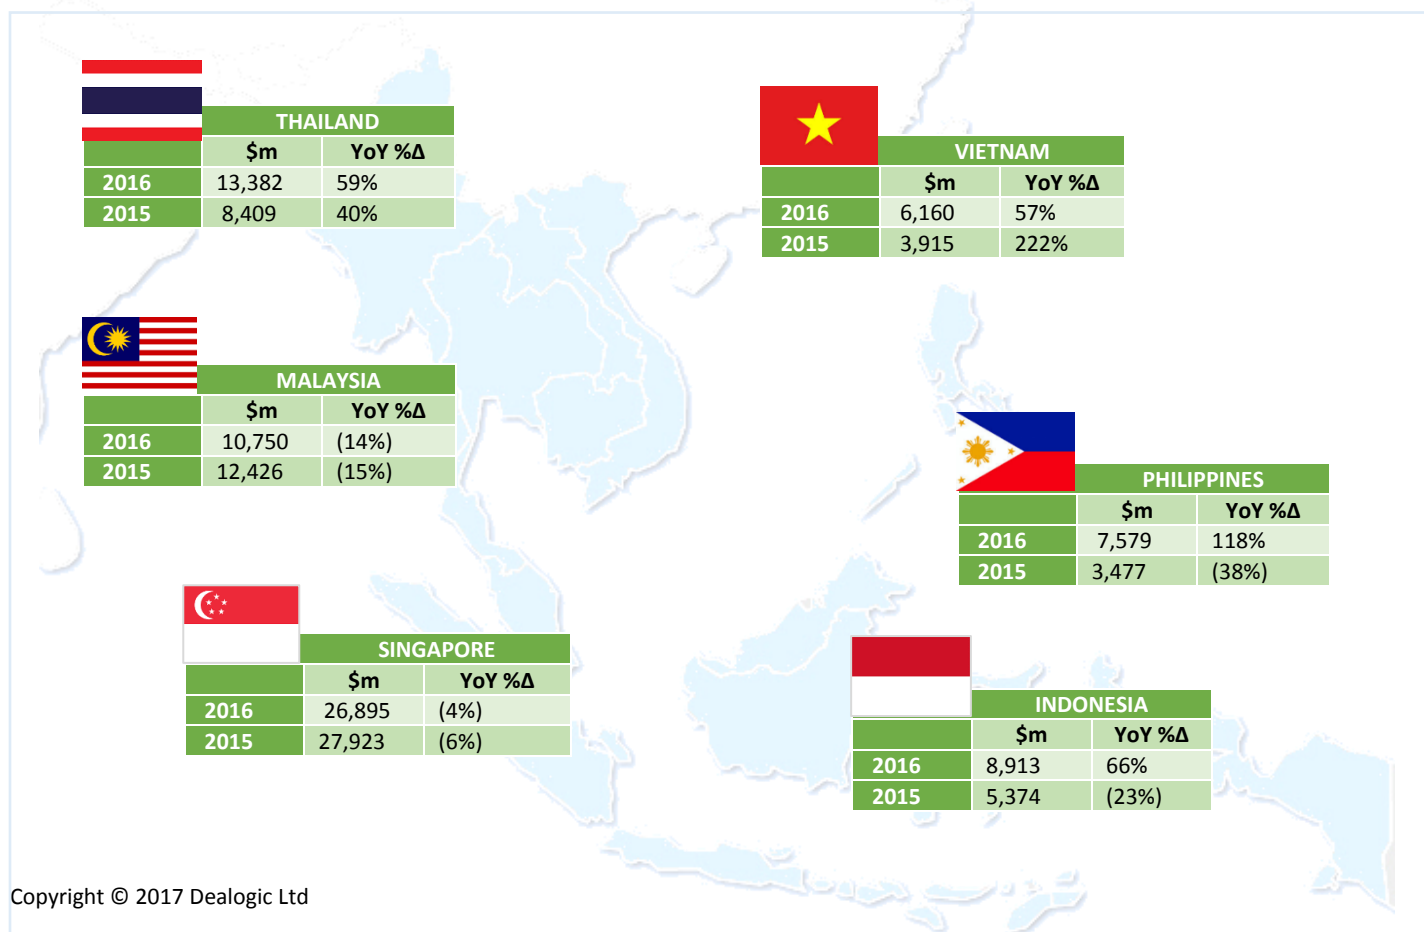 THAILAND
$m YoY %Δ
2016 13,382 59%
2015 8,409 40%
VIETNAM
$m YoY %Δ
2016 6,160 57%
2015 3,915 222%
MALAYSIA
$m YoY %Δ
2016 10,750 (14%)
2015 12,426 (15%)
PHILIPPINES
$m YoY %Δ
2016 7,579 118%
2015 3,477 (38%)
SINGAPORE
$m YoY %Δ
2016 26,895 (4%)
2015 27,923 (6%)
INDONESIA
$m YoY %Δ
2016 8,913 66%
2015 5,374 (23%)
Copyright © 2017 Dealogic Ltd